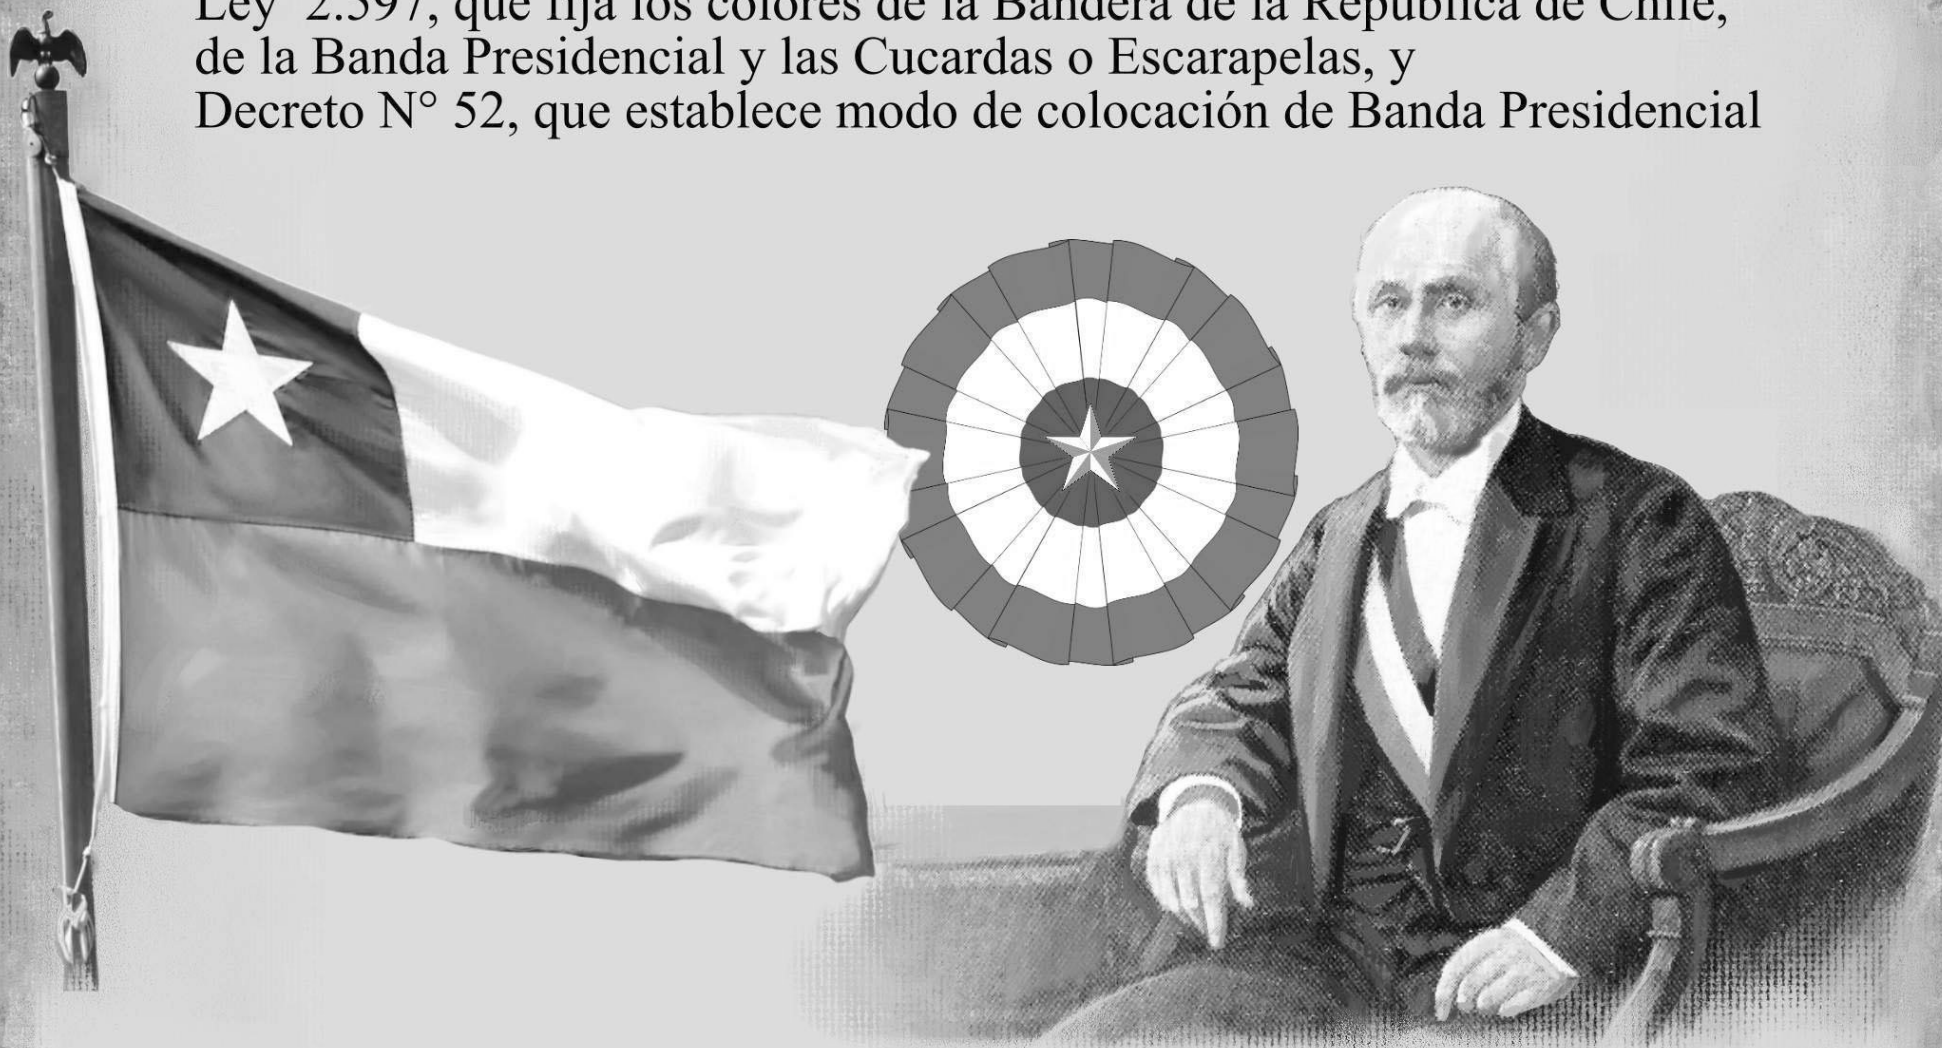 Ley 2.597, que fija los colores de la Bandera de la República de Chile,
de la Banda Presidencial y las Cucardas o Escarapelas, y
Decreto N° 52, que establece modo de colocación de Banda Presidencial